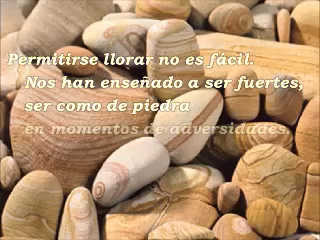 Permitirse llorar no es fácil.
Nos han enseñado a ser fuertes,
ser como de piedra
en momentos de adversidades.